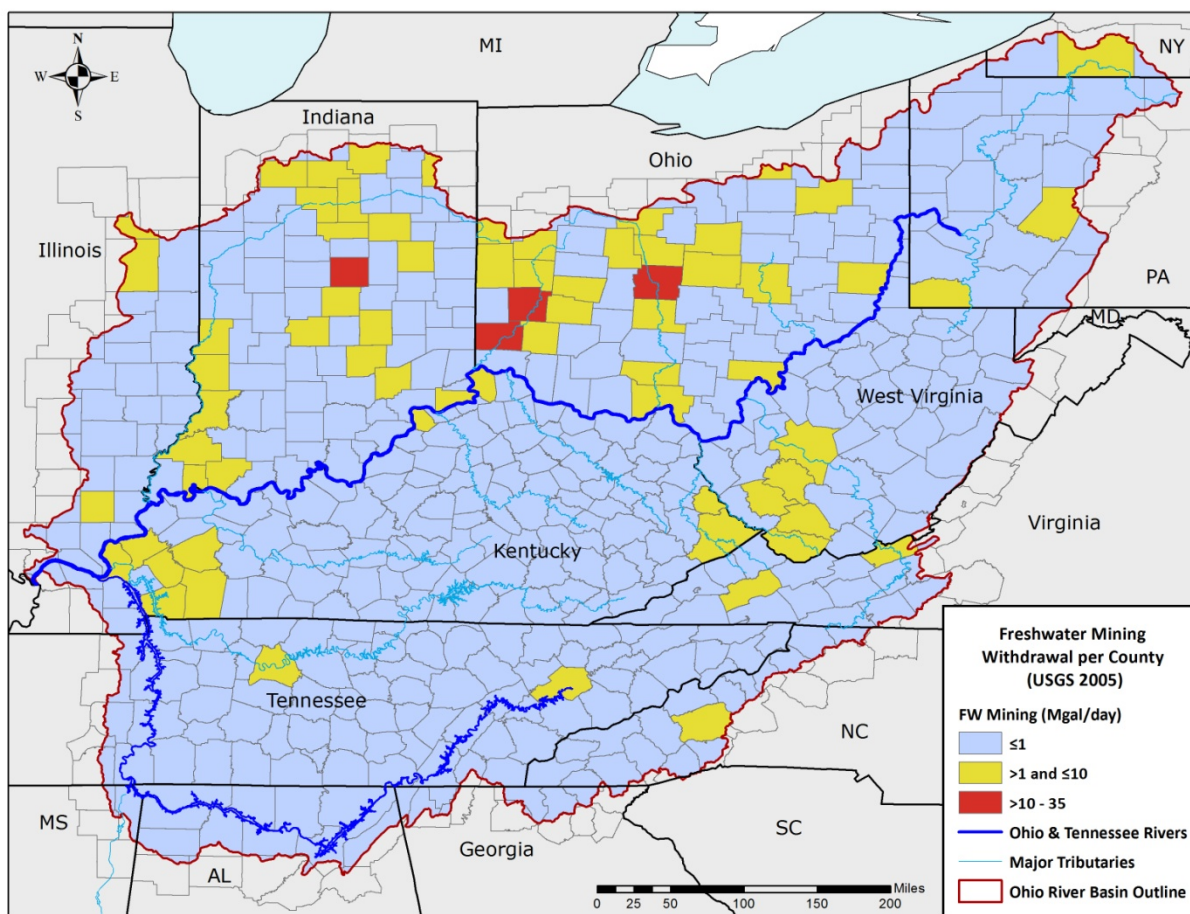 MI
NY
N
W E
S
Indiana
Ohio
Illinois
PA
MD
West Virginia
Virginia
Kentucky
Tennessee
NC
MS
AL
Georgia
SC
Freshwater Mining
Withdrawal per County
(USGS 2005)
FW Mining (Mgal/day)
≤1
>1 and ≤10
>10 - 35
Ohio & Tennessee Rivers
Major Tributaries
Ohio River Basin Outline
Miles
0 25 50 100 150 200